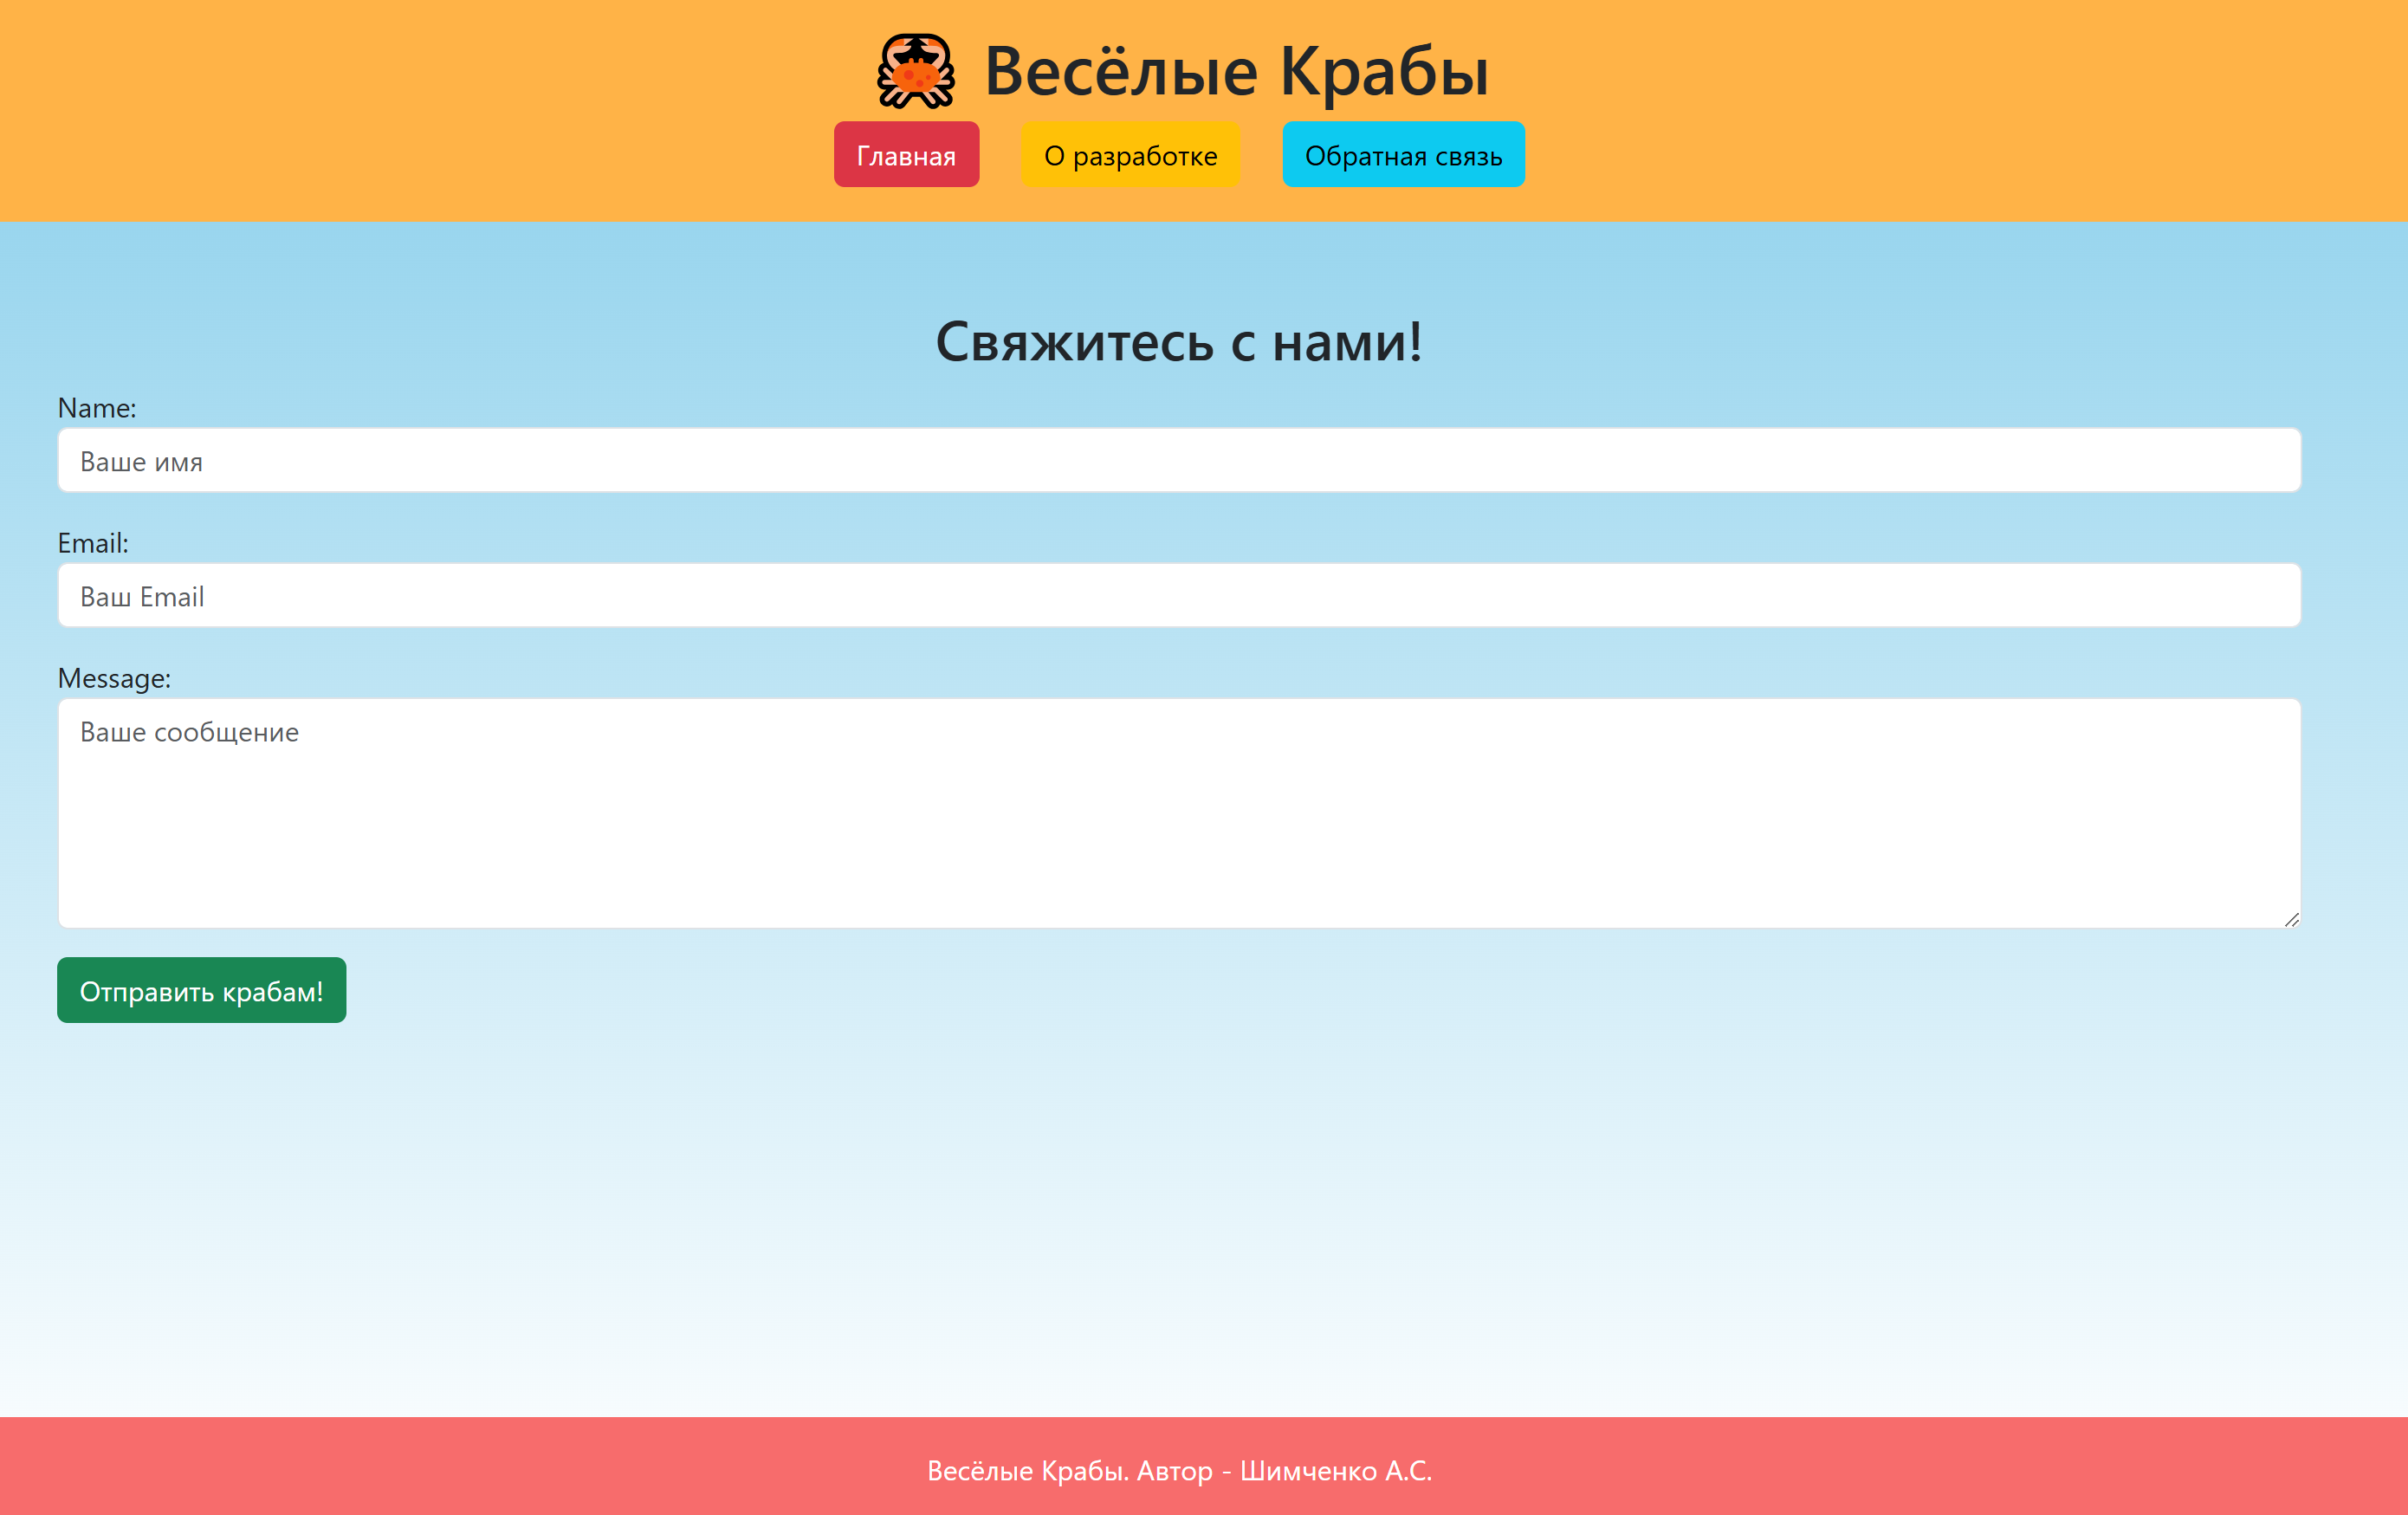 Весёлые Крабы
Главная О разработке Обратная связь
Свяжитесь с нами!
Name:
Ваше имя
Email:
Ваш Email
Message:
Ваше сообщение
Отправить крабам!
Весёлые Крабы. Автор - Шимченко А.С.